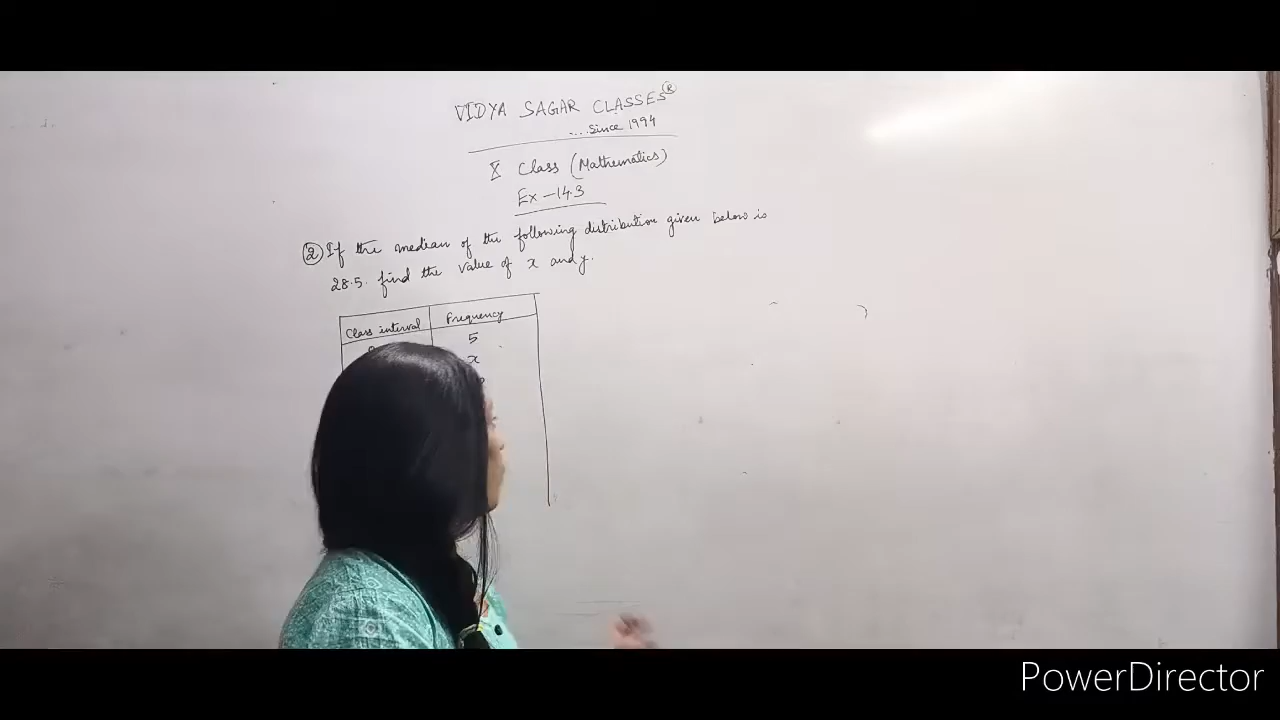 VIDYA SAGAR CLASSES®
....Since 1994
X Class (Mathematics)
Ex - 14.3
② If the median of the following distribution given below is
28.5. find the value of x and y.
Class interval Frequency
5
x
PowerDirector